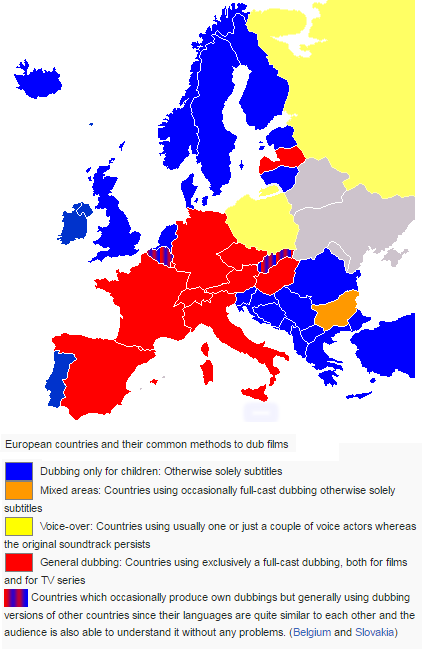 European countries and their common methods to dub films
Dubbing only for children: Otherwise solely subtitles
Mixed areas: Countries using occasionally full-cast dubbing otherwise solely
subtitles
Voice-over: Countries using usually one or just a couple of voice actors whereas
the original soundtrack persists
General dubbing: Countries using exclusively a full-cast dubbing, both for films
and for TV series
Countries which occasionally produce own dubbings but generally using dubbing
versions of other countries since their languages are quite similar to each other and the
audience is also able to understand it without any problems. (Belgium and Slovakia)